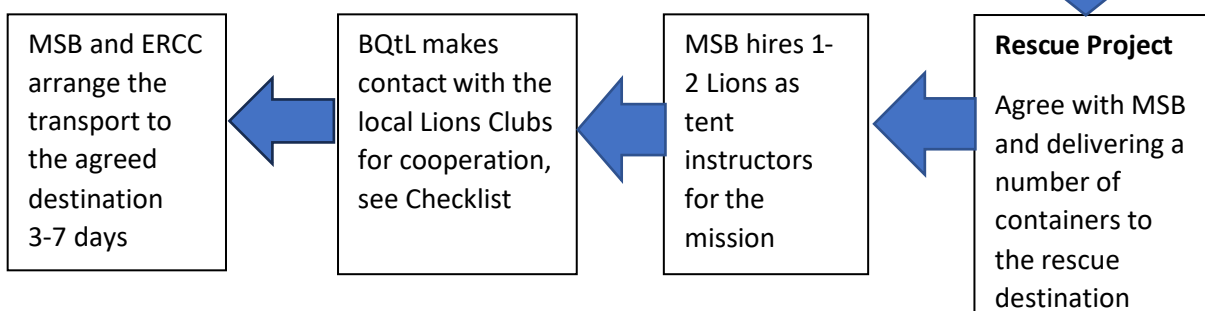 MSB and ERCC
arrange the
transport to
the agreed
destination
3-7 days
BQtL makes
contact with the
local Lions Clubs
for cooperation,
see Checklist
MSB hires 1-
2 Lions as
tent
instructors
for the
mission
Rescue Project
Agree with MSB
and delivering a
number of
containers to
the rescue
destination